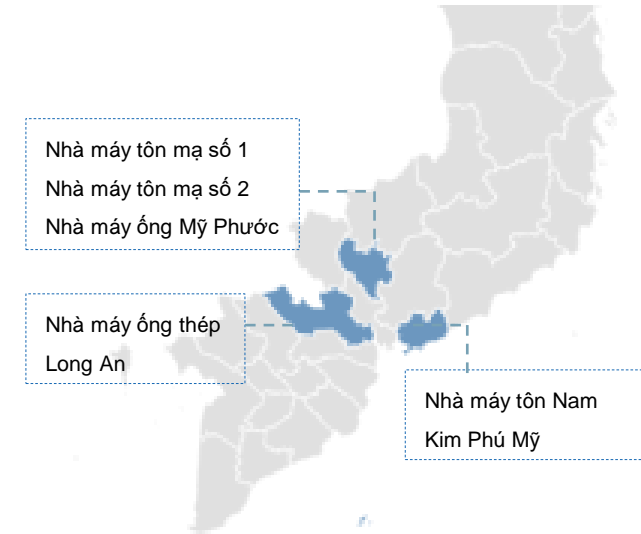 Nhà máy tôn mạ số 1
Nhà máy tôn mạ số 2
Nhà máy ống Mỹ Phước
Nhà máy ống thép
Long An
Nhà máy tôn Nam
Kim Phú Mỹ